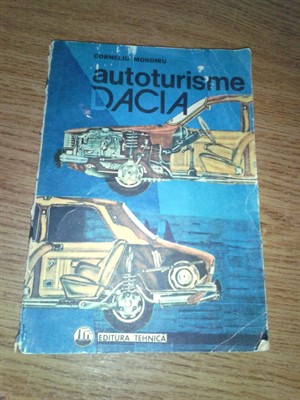 CORNELIU MONDIRU
autoturisme
DACIA
EDITURA TEHNICA